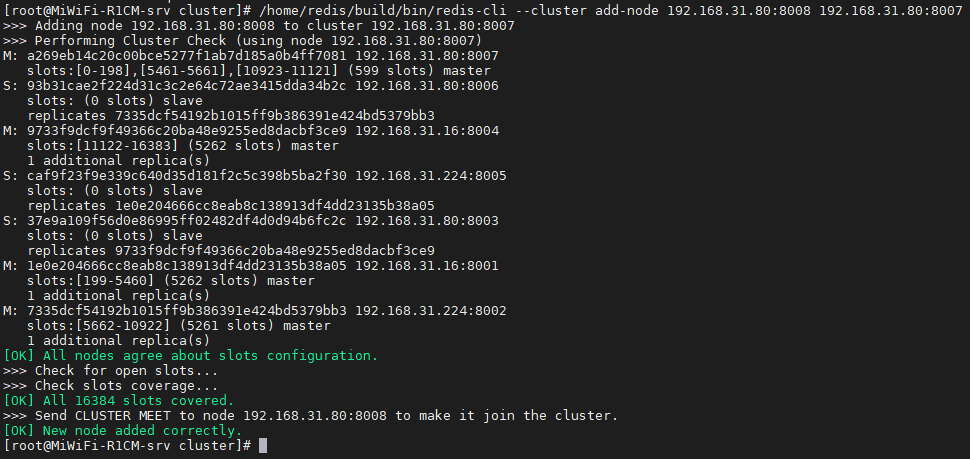 [root@MiWiFi-R1CM-srv cluster]# /home/redis/build/bin/redis-cli --cluster add-node 192.168.31.80:8008 192.168.31.80:8007
>>> Adding node 192.168.31.80:8008 to cluster 192.168.31.80:8007
>>> Performing Cluster Check (using node 192.168.31.80:8007)
M: a269eb14c20c00bce5277f1ab7d185a0b4ff7081 192.168.31.80:8007
   slots:[0-198],[5461-5661],[10923-11121] (599 slots) master
S: 93b31cae2f224d31c3c2e64c72ae3415dda34b2c 192.168.31.80:8006
   slots: (0 slots) slave
   replicates 7335dcf54192b1015ff9b386391e424bd5379bb3
M: 9733f9dcf9f49366c20ba48e9255ed8dacbf3ce9 192.168.31.16:8004
   slots:[11122-16383] (5262 slots) master
   1 additional replica(s)
S: caf9f23f9e339c640d35d181f2c5c398b5ba2f30 192.168.31.224:8005
   slots: (0 slots) slave
   replicates 1e0e204666cc8eab8c138913df4dd23135b38a05
S: 37e9a109f56d0e86995ff02482df4d0d94b6fc2c 192.168.31.80:8003
   slots: (0 slots) slave
   replicates 9733f9dcf9f49366c20ba48e9255ed8dacbf3ce9
M: 1e0e204666cc8eab8c138913df4dd23135b38a05 192.168.31.16:8001
   slots:[199-5460] (5262 slots) master
   1 additional replica(s)
M: 7335dcf54192b1015ff9b386391e424bd5379bb3 192.168.31.224:8002
   slots:[5662-10922] (5261 slots) master
   1 additional replica(s)
[OK] All nodes agree about slots configuration.
>>> Check for open slots...
>>> Check slots coverage...
[OK] All 16384 slots covered.
>>> Send CLUSTER MEET to node 192.168.31.80:8008 to make it join the cluster.
[OK] New node added correctly.
[root@MiWiFi-R1CM-srv cluster]#